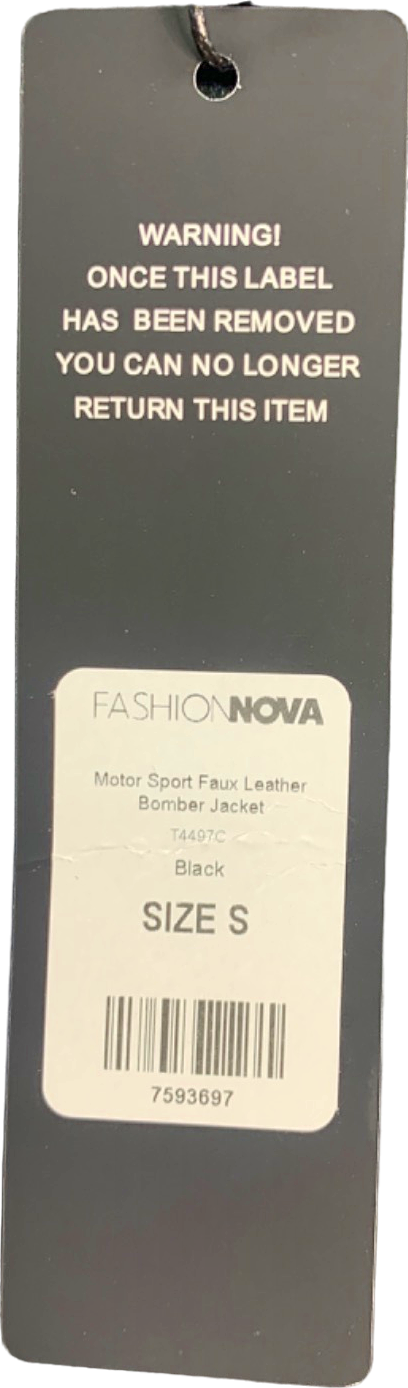 WARNING!
ONCE THIS LABEL
HAS BEEN REMOVED
YOU CAN NO LONGER
RETURN THIS ITEM
FASHIONNOVA
Motor Sport Faux Leather
Bomber Jacket
T4497C
Black
SIZE S
7593697